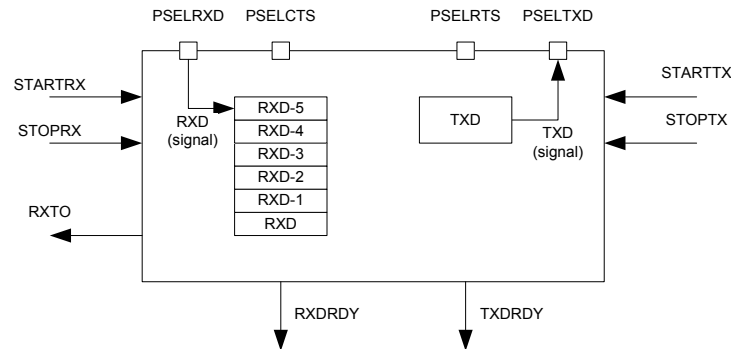 PSELRXD PSELCTS PSELRTS PSELTXD
STARTRX
STARTTX
RXD
(signal)
RXD-5
RXD-4
RXD-3
RXD-2
RXD-1
RXD
TXD
TXD
(signal)
STOPRX
STOPTX
RXTO
RXDRDY
TXDRDY